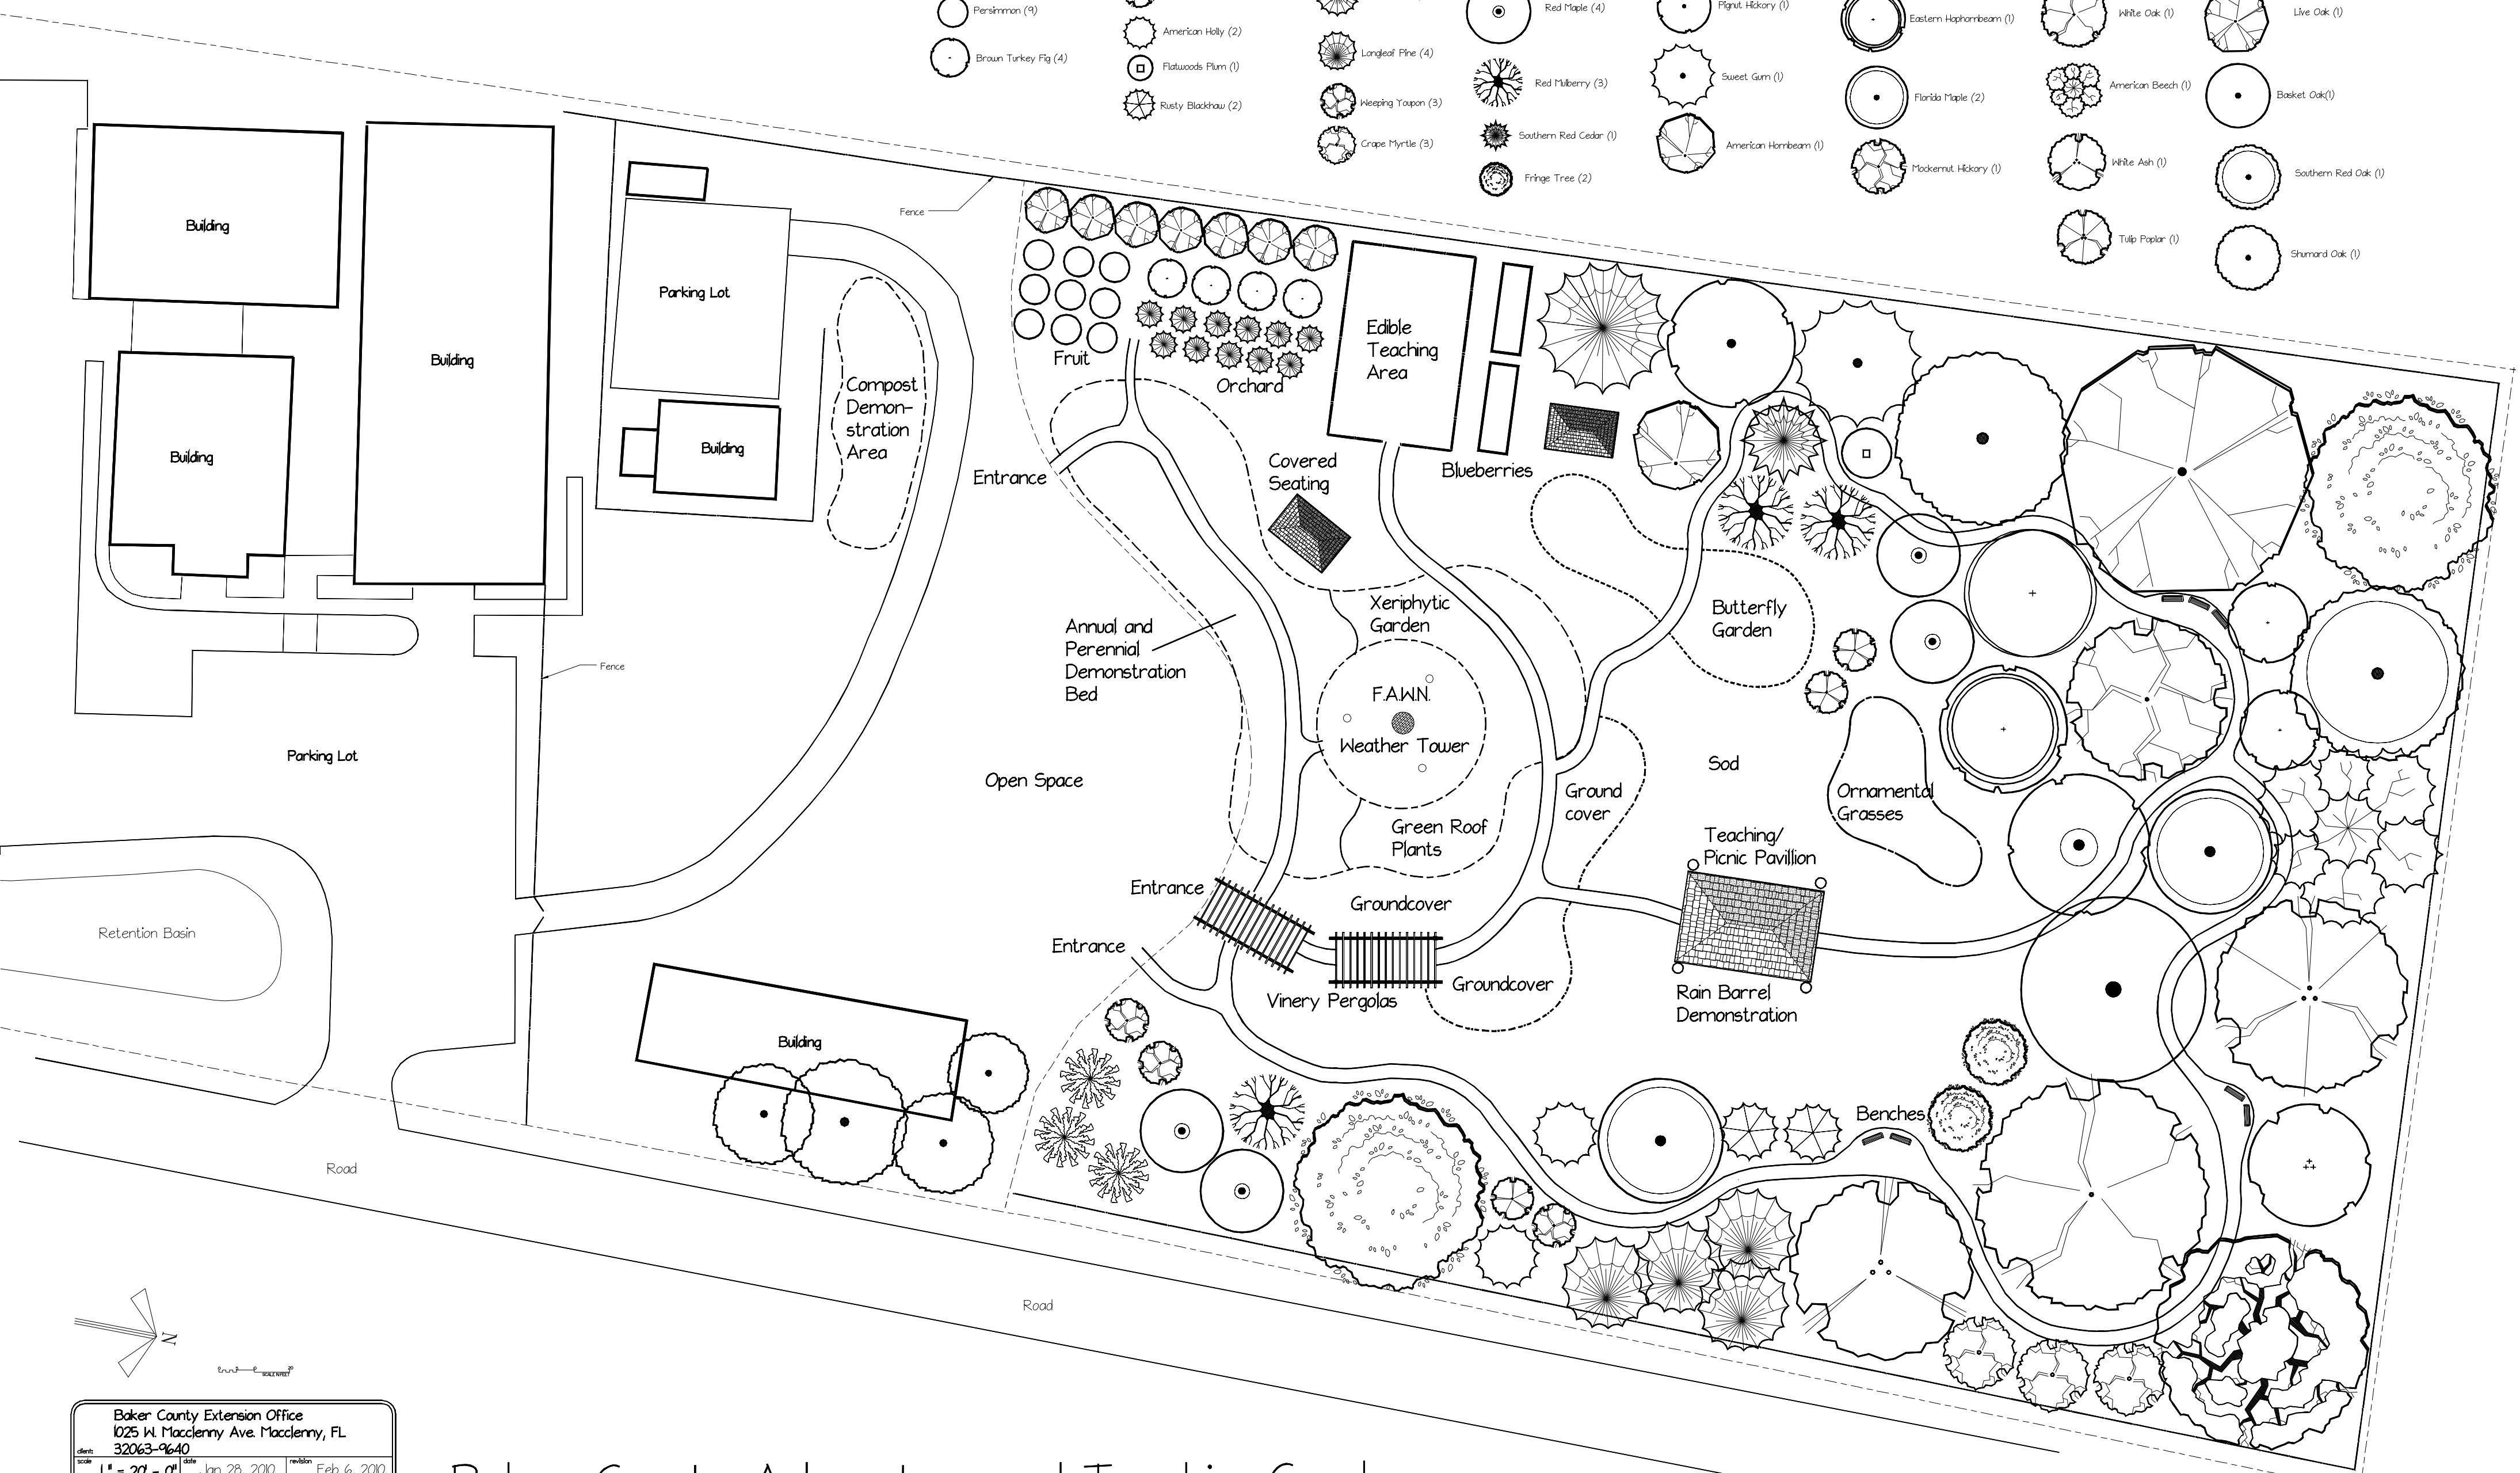 Persimmon (9)
Brown Turkey Fig (4)
American Holly (2)
Flatwoods Plum (1)
Rusty Blackhaw (2)
Longleaf Pine (4)
Weeping Youpon (3)
Crape Myrtle (3)
Red Maple (4)
Red Mulberry (3)
Southern Red Cedar (1)
Fringe Tree (2)
Pignut Hickory (1)
Sweet Gum (1)
American Hornbeam (1)
Eastern Hophornbeam (1)
Florida Maple (2)
Mockernut Hickory (1)
White Oak (1)
American Beech (1)
White Ash (1)
Tulip Poplar (1)
Live Oak (1)
Basket Oak(1)
Southern Red Oak (1)
Shumard Oak (1)
Building
Building
Building
Parking Lot
Building
Compost
Demon-
stration
Area
Fence
Fence
Parking Lot
Retention Basin
Building
Road
Road
Open Space
Fruit
Orchard
Edible
Teaching
Area
Blueberries
Entrance
Covered
Seating
Annual and
Perennial
Demonstration
Bed
Xeriphytic
Garden
F.A.W.N.
Weather Tower
Green Roof
Plants
Butterfly
Garden
Sod
Ground
cover
Ornamental
Grasses
Teaching/
Picnic Pavillion
Entrance
Groundcover
Entrance
Vinery Pergolas
Groundcover
Rain Barrel
Demonstration
Benches
N
20
SCALE IN FEET
Baker County Extension Office
1025 W. Macclenny Ave. Macclenny, FL
client: 32063-9640
scale
1" = 20' - 0"
date
Jan 28, 2010
revision
Feb 6, 2010